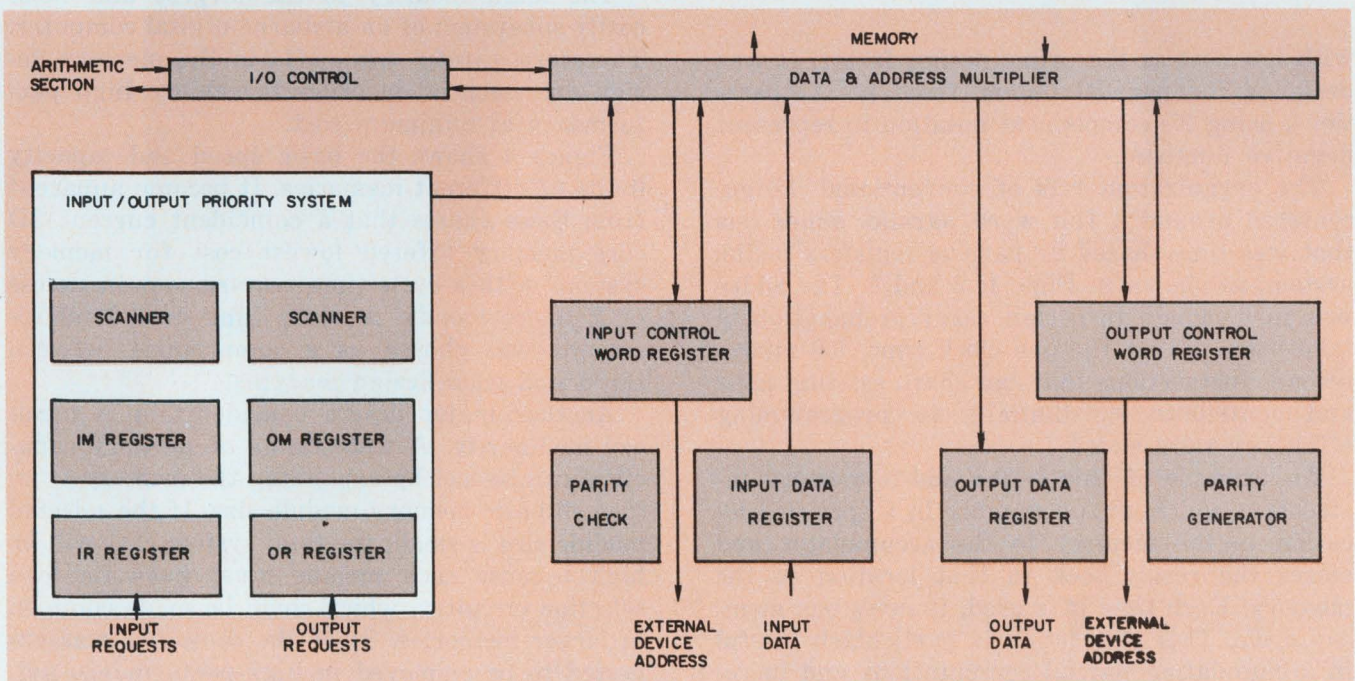 MEMORY
ARITHMETIC
SECTION
I/O CONTROL
DATA & ADDRESS MULTIPLIER
INPUT/OUTPUT PRIORITY SYSTEM
SCANNER
SCANNER
IM REGISTER
OM REGISTER
IR REGISTER
OR REGISTER
INPUT
REQUESTS
OUTPUT
REQUESTS
INPUT CONTROL
WORD REGISTER
OUTPUT CONTROL
WORD REGISTER
PARITY
CHECK
INPUT DATA
REGISTER
OUTPUT DATA
REGISTER
PARITY
GENERATOR
EXTERNAL
DEVICE
ADDRESS
INPUT
DATA
OUTPUT
DATA
EXTERNAL
DEVICE
ADDRESS